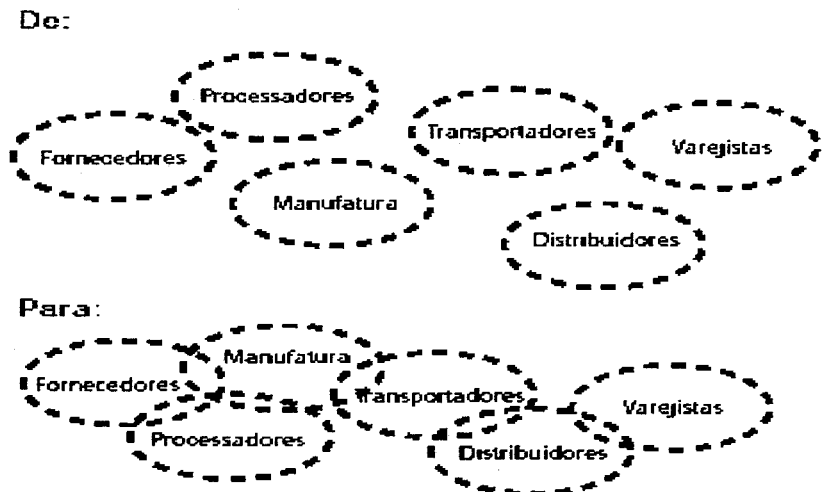 De:
Processadores
Fornecedores
Transportadores
Varejistas
Manufatura
Distribuidores
Para:
Manufatura
Fornecedores
Transportadores
Varejistas
Processadores
Distribuidores